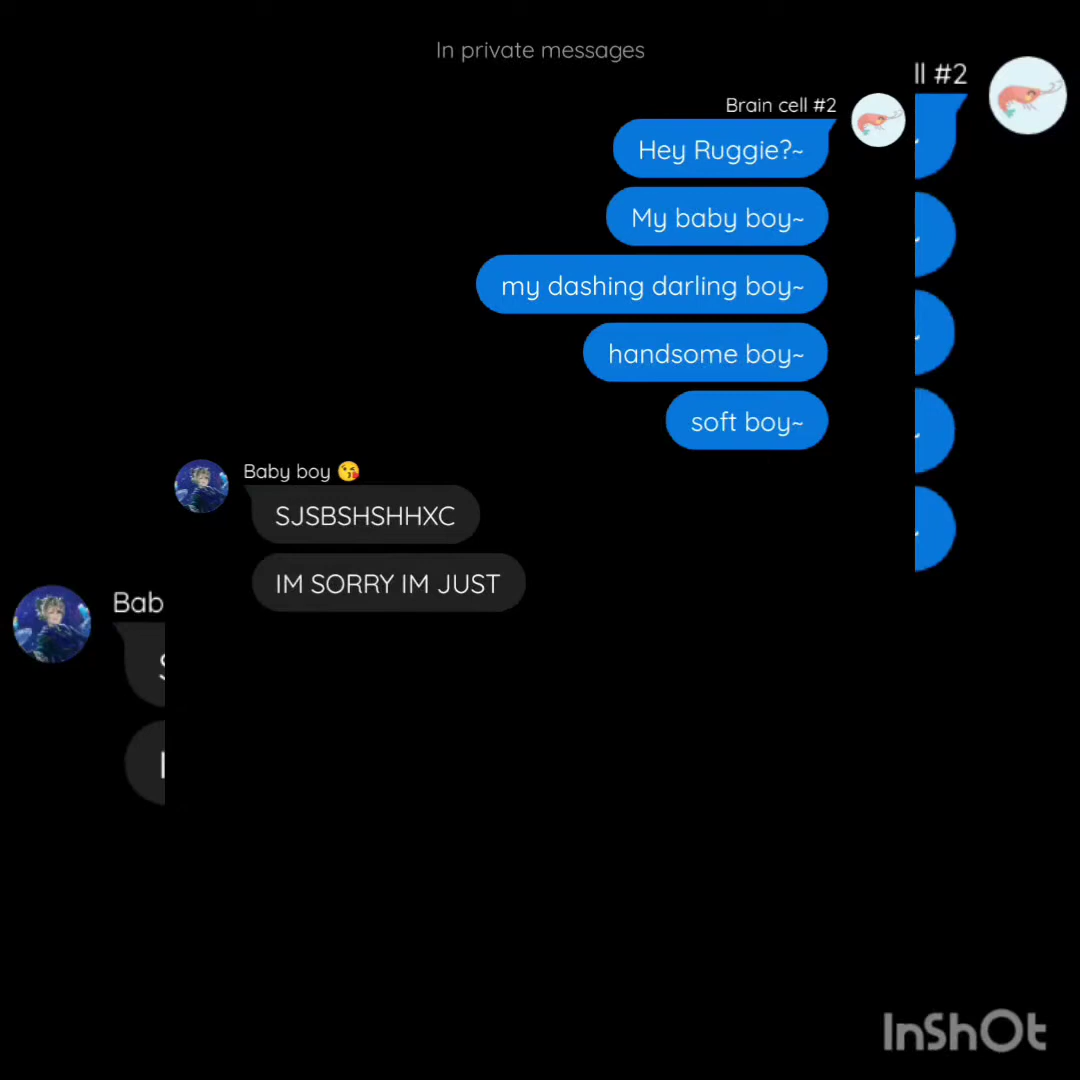 In private messages
ll #2
Brain cell #2
Hey Ruggie?~
My baby boy~
my dashing darling boy~
handsome boy~
soft boy~
Baby boy 😘
SJSBSHSHHXC
IM SORRY IM JUST
Bab
InShOt